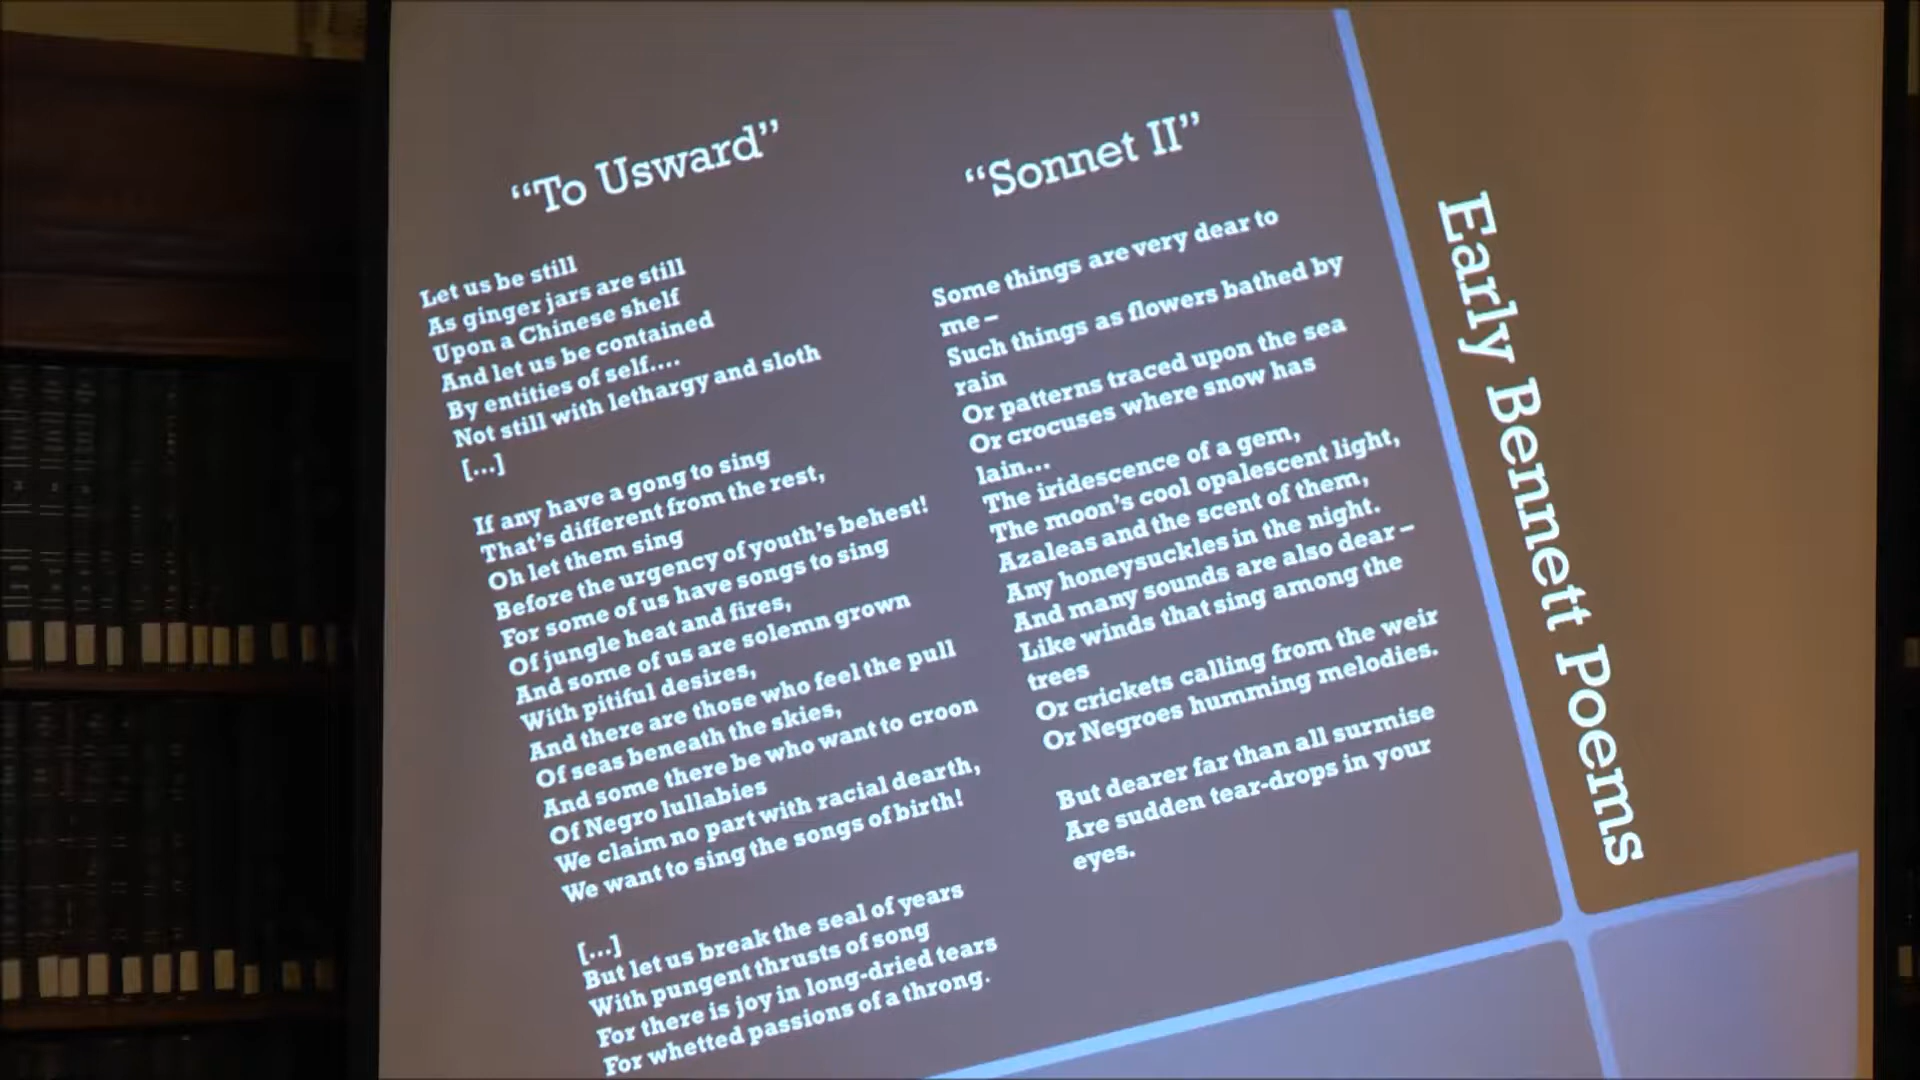 “To Usward”
Let us be still
As ginger jars are still
Upon a Chinese shelf
And let us be contained
By entities of self....
Not still with lethargy and sloth
[...]
If any have a gong to sing
That’s different from the rest,
Oh let them sing
Before the urgency of youth’s behest!
For some of us have songs to sing
Of jungle heat and fires,
And some of us are solemn grown
With pitiful desires,
And there are those who feel the pull
Of seas beneath the skies,
And some there be who want to croon
Of Negro lullabies
We claim no part with racial dearth,
We want to sing the songs of birth!
[...]
But let us break the seal of years
With pungent thrusts of song
For there is joy in long-dried tears
For whetted passions of a throng.
“Sonnet II”
Some things are very dear to
me –
Such things as flowers bathed by
rain
Or patterns traced upon the sea
Or crocuses where snow has
lain...
The iridescence of a gem,
The moon’s cool opalescent light,
Azaleas and the scent of them,
Any honeysuckles in the night.
And many sounds are also dear –
Like winds that sing among the
trees
Or crickets calling from the weir
Or Negroes humming melodies.
But dearer far than all surmise
Are sudden tear-drops in your
eyes.
Early Bennett Poems